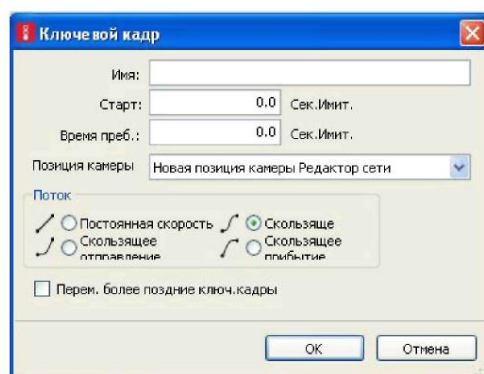 Ключевой кадр
Имя:
Старт: 0.0 Сек.Имит.
Время преб.: 0.0 Сек.Имит.
Позиция камеры Новая позиция камеры Редактор сети
Поток
Постоянная скорость Скользяще
Скользящее отправление Скользящее прибытие
Перем. более поздние ключ.кадры
OK Отмена